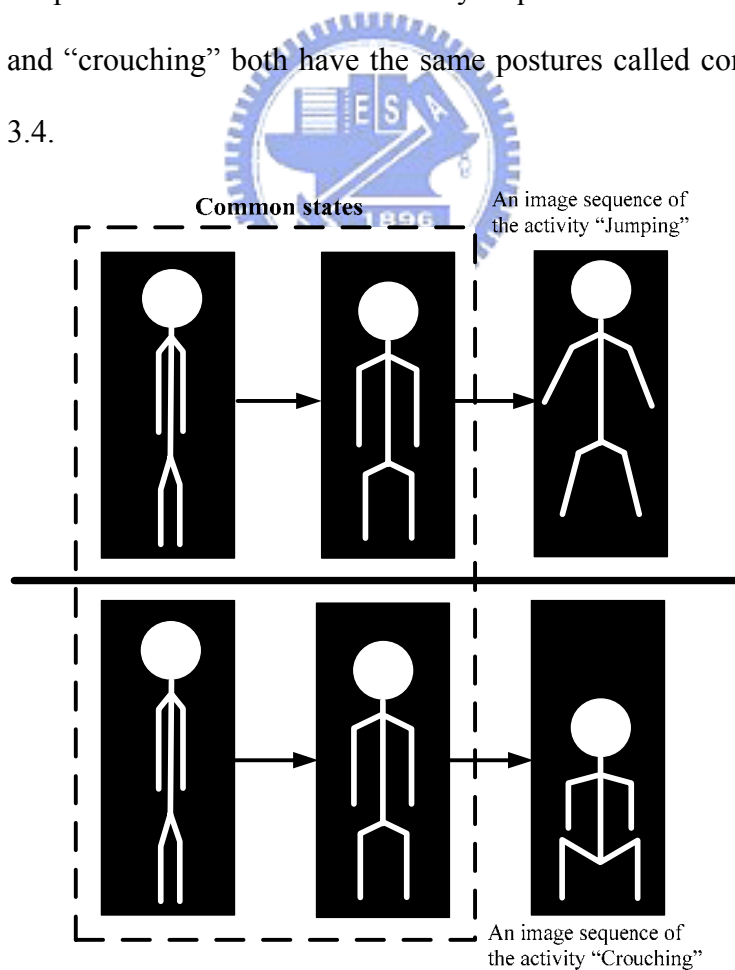 and “crouching” both have the same postures called
3.4.
E S A
1896
Common states
An image sequence of
the activity “Jumping”
An image sequence of
the activity “Crouching”